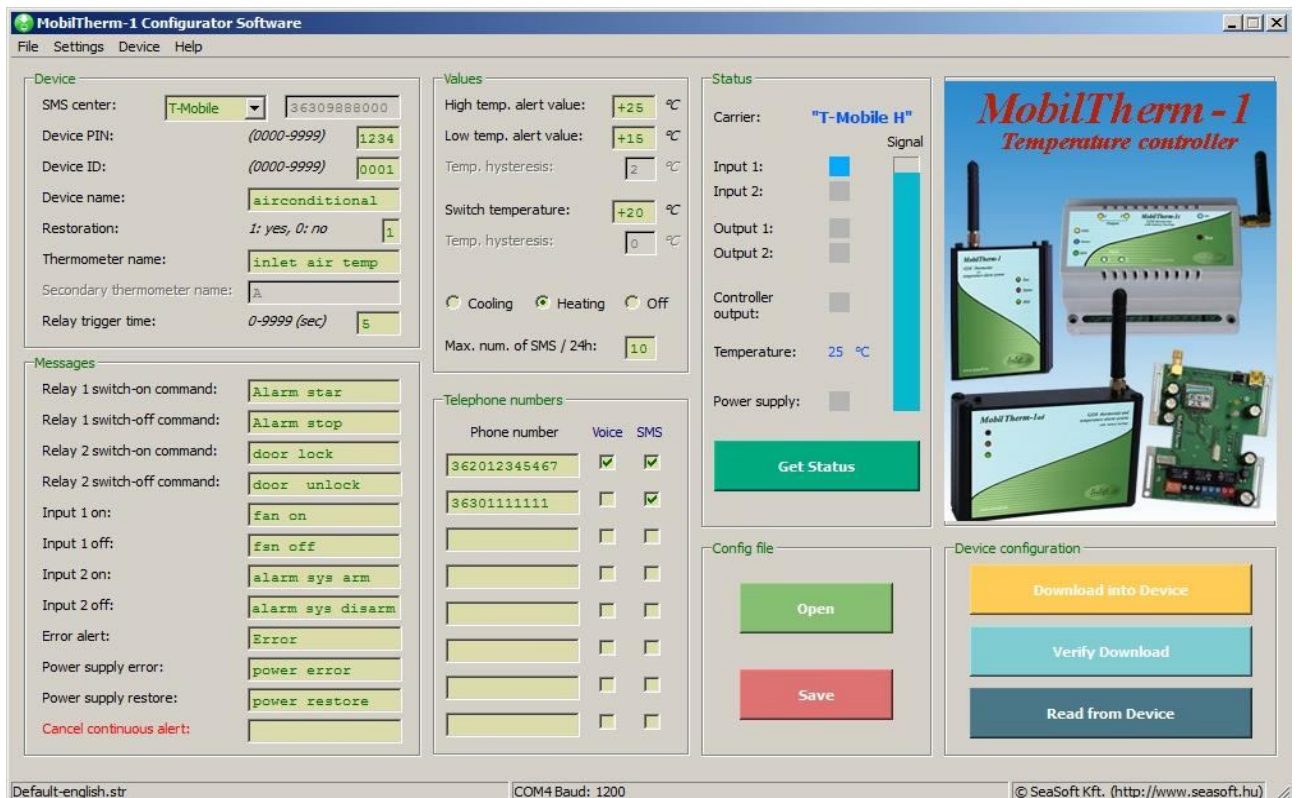 MobilTherm-1 Configurator Software
File Settings Device Help
Device
SMS center: T-Mobile 36309888000
Device PIN: (0000-9999) 1234
Device ID: (0000-9999) 0001
Device name: airconditional
Restoration: 1: yes, 0: no 1
Thermometer name: inlet air temp
Secondary thermometer name: A
Relay trigger time: 0-9999 (sec) 5
Messages
Relay 1 switch-on command: Alarm star
Relay 1 switch-off command: Alarm stop
Relay 2 switch-on command: door lock
Relay 2 switch-off command: door unlock
Input 1 on: fan on
Input 1 off: fsn off
Input 2 on: alarm sys arm
Input 2 off: alarm sys disarm
Error alert: Error
Power supply error: power error
Power supply restore: power restore
Cancel continuous alert:
Values
High temp. alert value: +25 °C
Low temp. alert value: +15 °C
Temp. hysteresis: 2 °C
Switch temperature: +20 °C
Temp. hysteresis: 0 °C
Cooling Heating Off
Max. num. of SMS / 24h: 10
Telephone numbers
Phone number Voice SMS
362012345467
36301111111
Status
Carrier: "T-Mobile H"
Signal
Input 1:
Input 2:
Output 1:
Output 2:
Controller
output:
Temperature: 25 °C
Power supply:
Get Status
Config file
Open
Save
MobilTherm-1
Temperature controller
MobilTherm-1
Device configuration
Download into Device
Verify Download
Read from Device
Default-english.str
COM4 Baud: 1200
© SeaSoft Kft. (http://www.seasoft.hu)